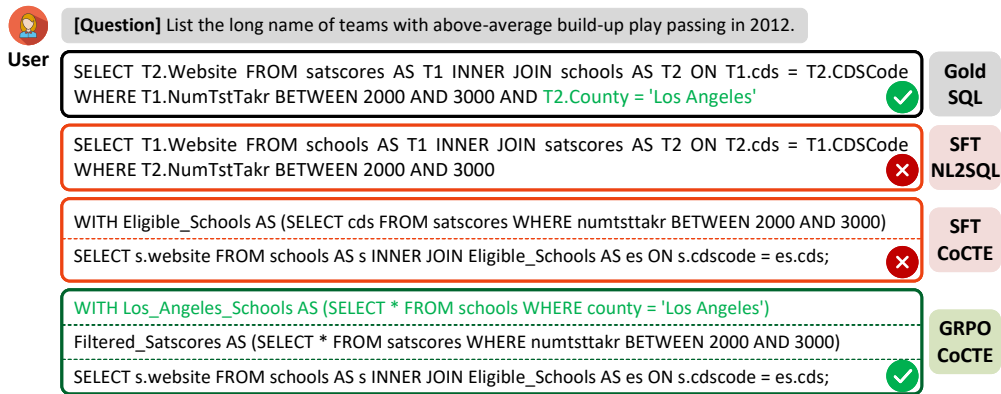 [Question] List the long name of teams with above-average build-up play passing in 2012.
User
SELECT T2.Website FROM satscores AS T1 INNER JOIN schools AS T2 ON T1.cds = T2.CDSCode
WHERE T1.NumTstTakr BETWEEN 2000 AND 3000 AND T2.County = 'Los Angeles'
Gold
SQL
SELECT T1.Website FROM schools AS T1 INNER JOIN satscores AS T2 ON T2.cds = T1.CDSCode
WHERE T2.NumTstTakr BETWEEN 2000 AND 3000
SFT
NL2SQL
WITH Eligible_Schools AS (SELECT cds FROM satscores WHERE numtsttakr BETWEEN 2000 AND 3000)
SELECT s.website FROM schools AS s INNER JOIN Eligible_Schools AS es ON s.cdscode = es.cds;
SFT
CoCTE
WITH Los_Angeles_Schools AS (SELECT * FROM schools WHERE county = 'Los Angeles')
Filtered_Satscores AS (SELECT * FROM satscores WHERE numtsttakr BETWEEN 2000 AND 3000)
SELECT s.website FROM schools AS s INNER JOIN Eligible_Schools AS es ON s.cdscode = es.cds;
GRPO
CoCTE